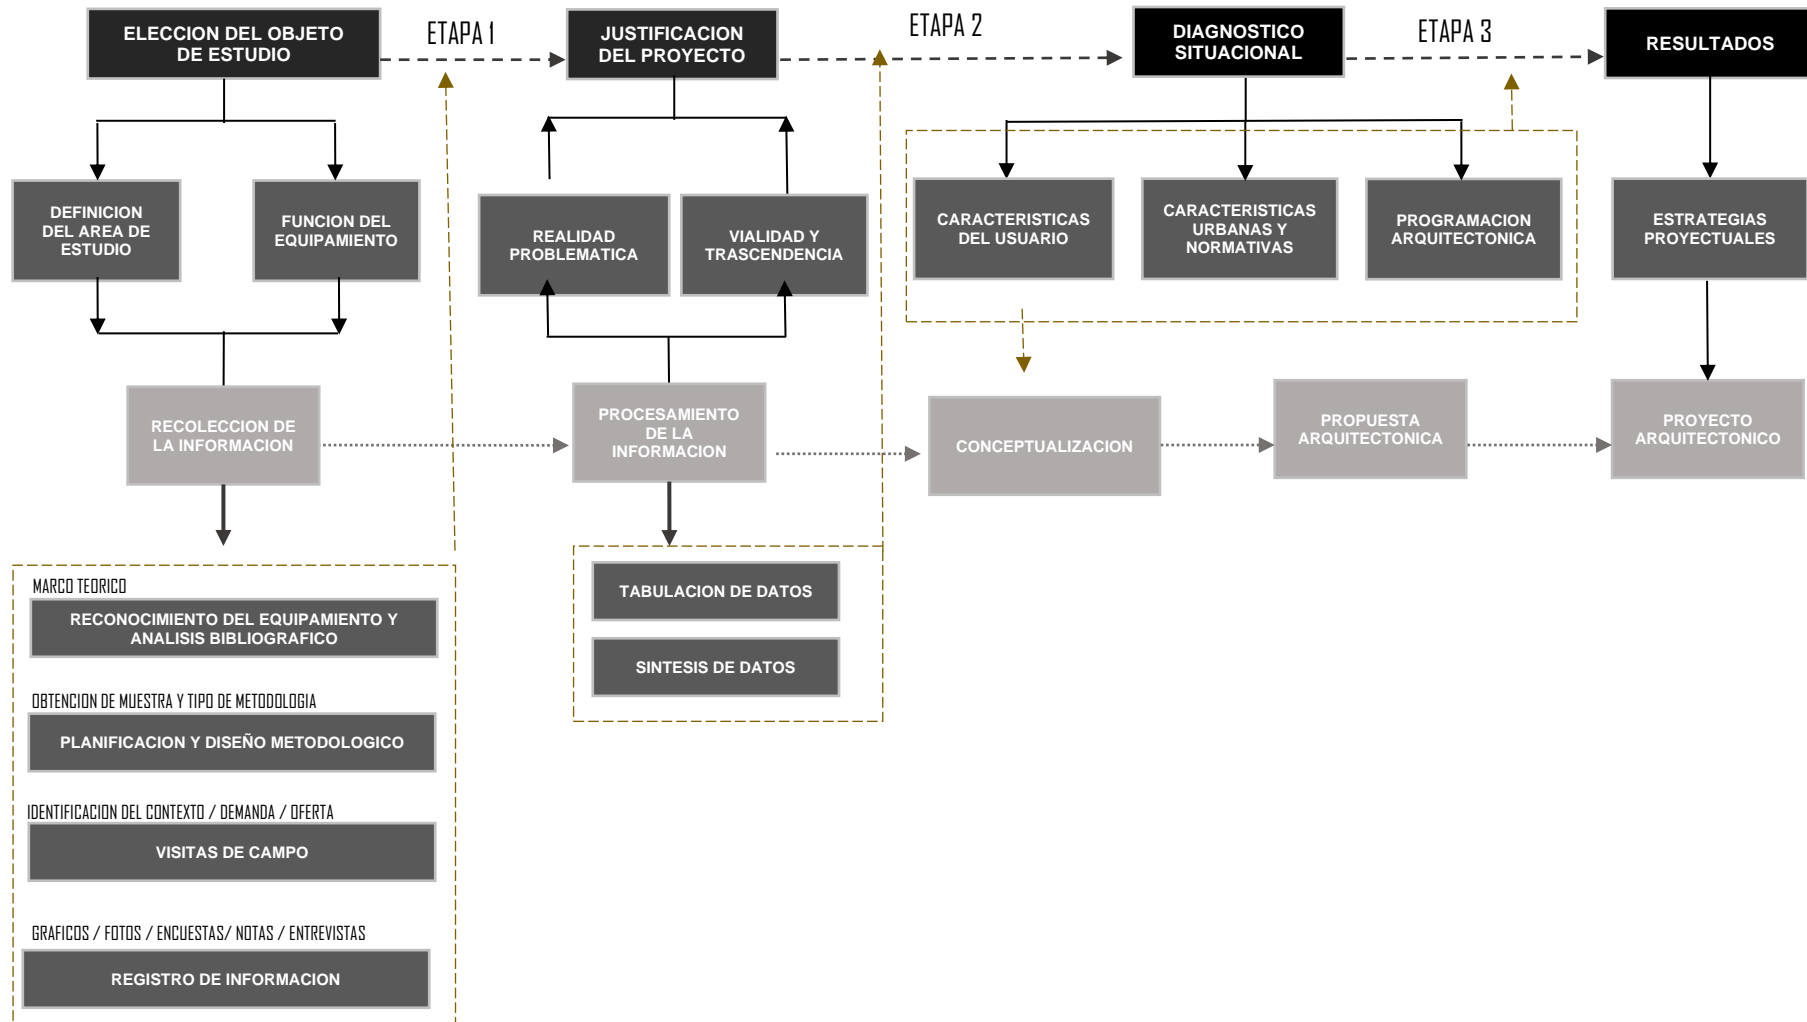 ELECCION DEL OBJETO
DE ESTUDIO
ETAPA 1
JUSTIFICACION
DEL PROYECTO
ETAPA 2
DIAGNOSTICO
SITUACIONAL
ETAPA 3
RESULTADOS
DEFINICION
DEL AREA DE
ESTUDIO
FUNCION DEL
EQUIPAMIENTO
REALIDAD
PROBLEMATICA
VIALIDAD Y
TRASCENDENCIA
CARACTERISTICAS
DEL USUARIO
CARACTERISTICAS
URBANAS Y
NORMATIVAS
PROGRAMACION
ARQUITECTONICA
ESTRATEGIAS
PROYECTUALES
RECOLECCION DE
LA INFORMACION
PROCESAMIENTO
DE LA
INFORMACION
CONCEPTUALIZACION
PROPUESTA
ARQUITECTONICA
PROYECTO
ARQUITECTONICO
MARCO TEORICO
RECONOCIMIENTO DEL EQUIPAMIENTO Y
ANALISIS BIBLIOGRAFICO
OBTENCION DE MUESTRA Y TIPO DE METODOLOGIA
PLANIFICACION Y DISEÑO METODOLOGICO
IDENTIFICACION DEL CONTEXTO / DEMANDA / OFERTA
VISITAS DE CAMPO
GRAFICOS / FOTOS / ENCUESTAS/ NOTAS / ENTREVISTAS
REGISTRO DE INFORMACION
TABULACION DE DATOS
SINTESIS DE DATOS